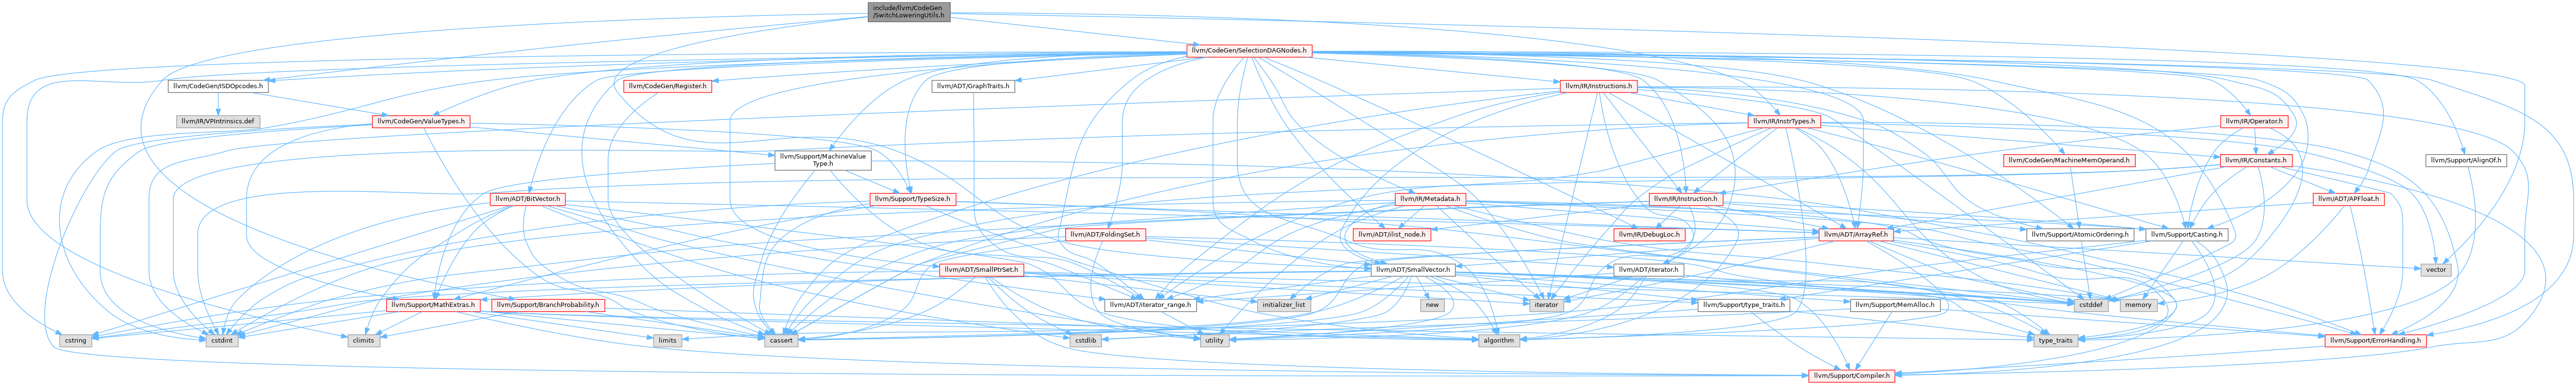 include/llvm/CodeGen
/SwitchLoweringUtils.h
llvm/CodeGen/SelectionDAGNodes.h
llvm/CodeGen/ISDOpcodes.h
llvm/CodeGen/Register.h
llvm/ADT/GraphTraits.h
llvm/IR/Instructions.h
llvm/IR/VPIntrinsics.def
llvm/CodeGen/ValueTypes.h
llvm/IR/InstrTypes.h
llvm/IR/Operator.h
llvm/Support/MachineValue
Type.h
llvm/CodeGen/MachineMemOperand.h
llvm/IR/Constants.h
llvm/Support/AlignOf.h
llvm/ADT/BitVector.h
llvm/Support/TypeSize.h
llvm/IR/Metadata.h
llvm/IR/Instruction.h
llvm/ADT/APFloat.h
llvm/ADT/FoldingSet.h
llvm/ADT/ilist_node.h
llvm/IR/DebugLoc.h
llvm/ADT/ArrayRef.h
llvm/Support/AtomicOrdering.h
llvm/Support/Casting.h
llvm/ADT/SmallPtrSet.h
llvm/ADT/SmallVector.h
llvm/ADT/iterator.h
vector
llvm/Support/MathExtras.h
llvm/Support/BranchProbability.h
llvm/ADT/iterator_range.h
initializer_list
new
iterator
llvm/Support/type_traits.h
llvm/Support/MemAlloc.h
cstddef
memory
cstring
cstdint
climits
limits
cassert
cstdlib
utility
algorithm
type_traits
llvm/Support/ErrorHandling.h
llvm/Support/Compiler.h